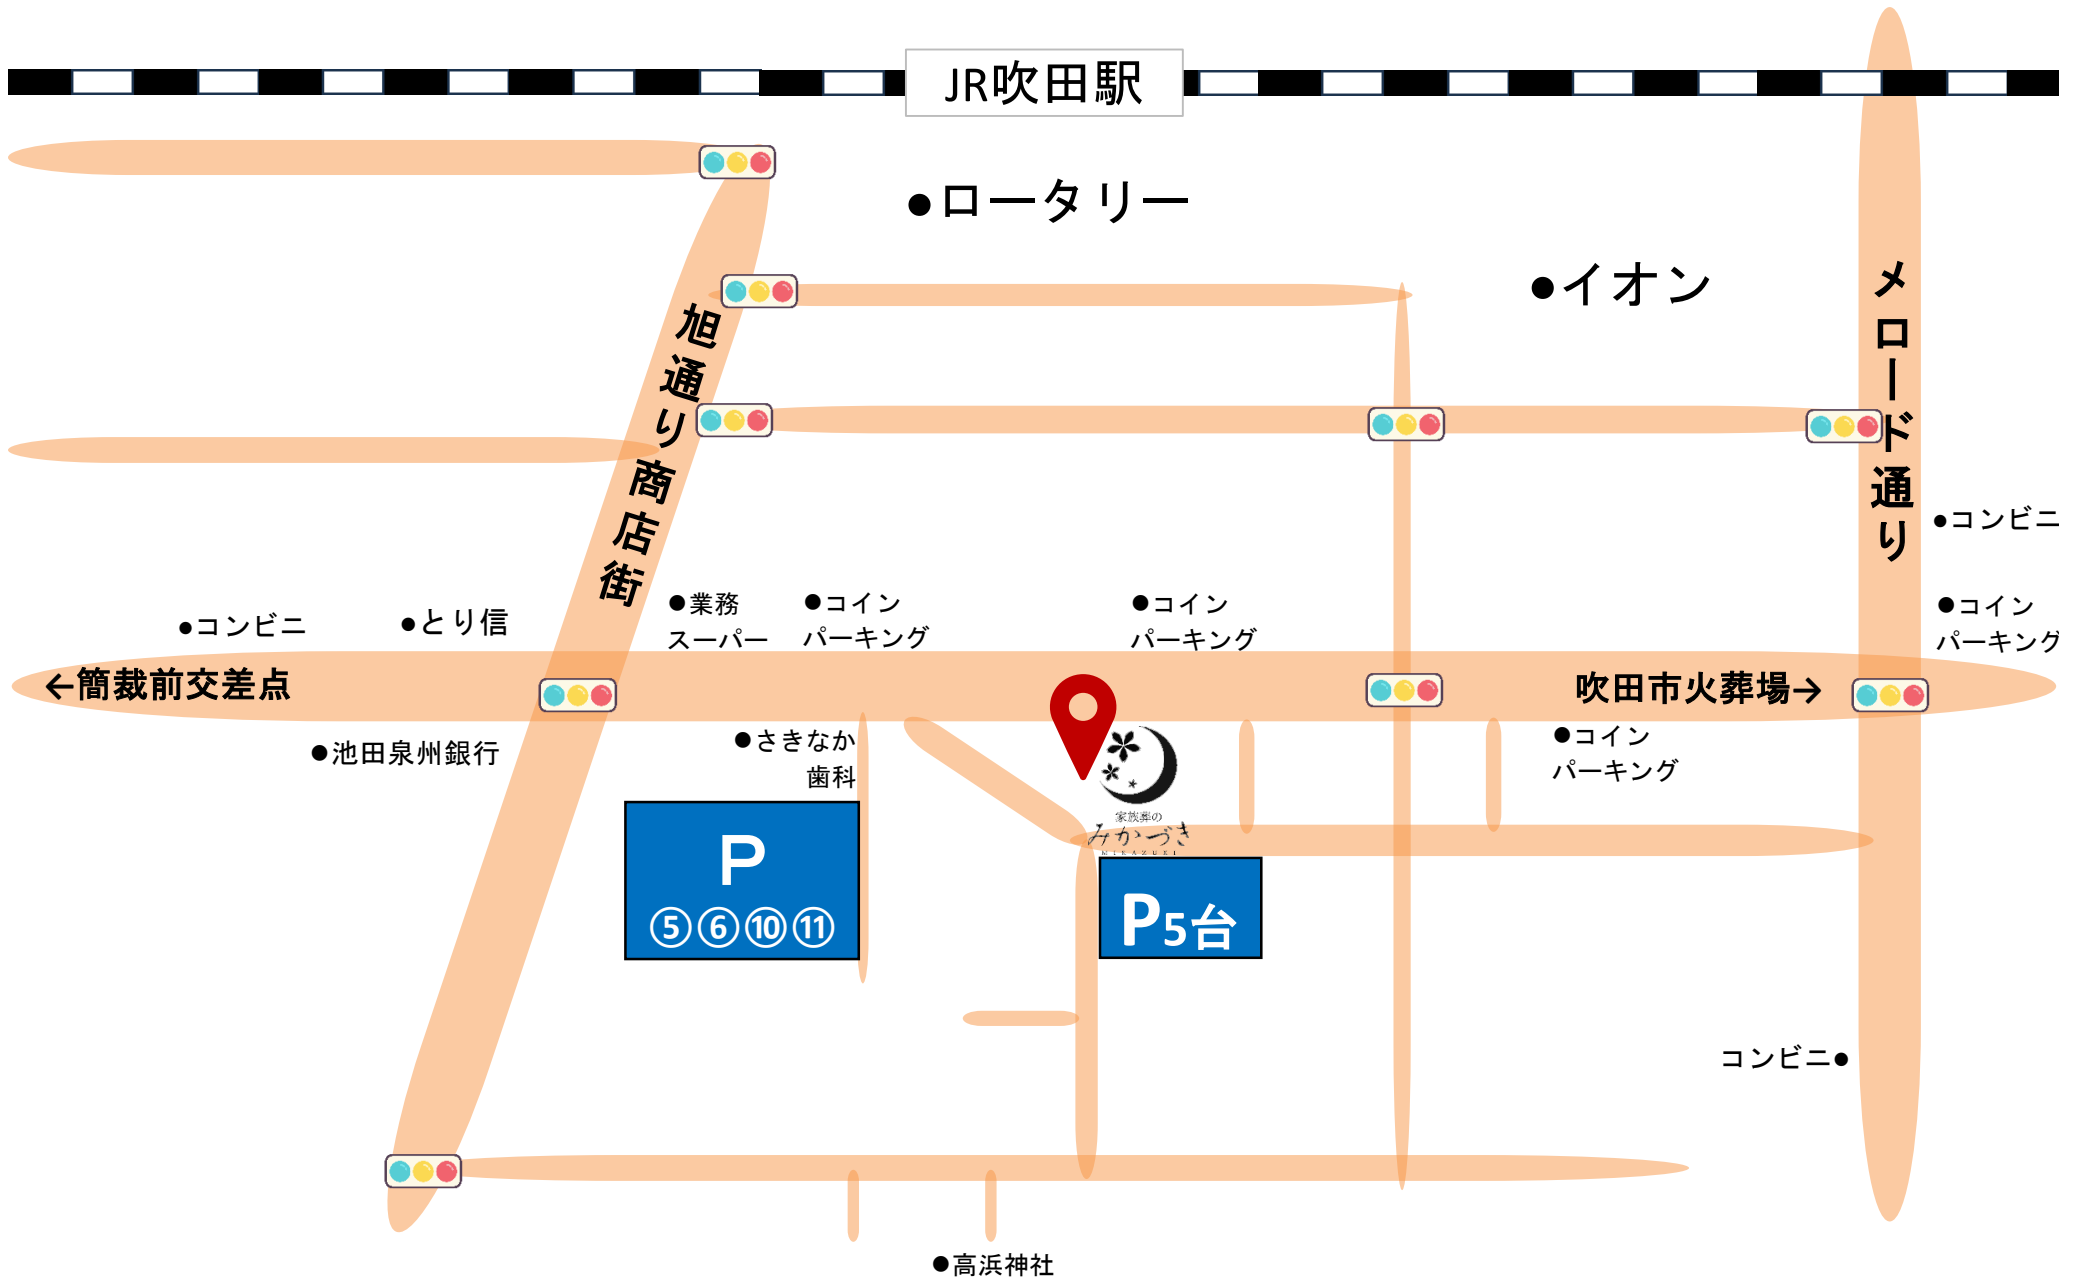 JR吹田駅
●ロータリー
●イオン
メロード通り
旭通り商店街
●コンビニ
●コンビニ
●とり信
●業務
スーパー
●コイン
パーキング
●コイン
パーキング
●コイン
パーキング
←簡裁前交差点
吹田市火葬場→
●池田泉州銀行
●さきなか
歯科
●コイン
パーキング
家族葬の
みかづき
MIKAZUKI
P
⑤⑥⑩⑪
P5台
コンビニ●
●高浜神社